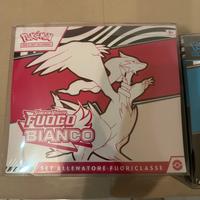 POKÉMON
FUOCO
BIANCO
SET ALLENATORE FUORICLASSE